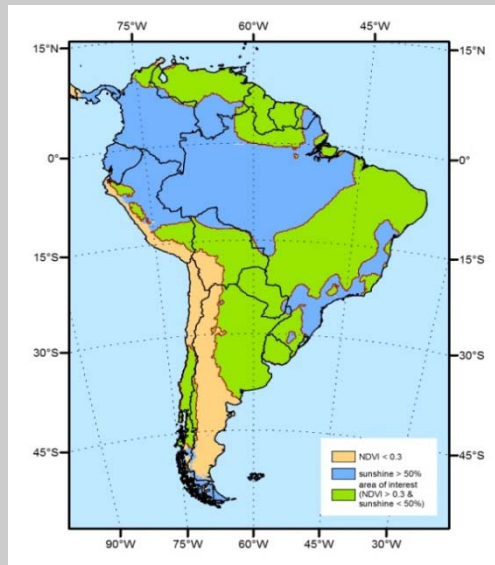 75°W 60°W 45°W
15°N 15°N
0° 0°
15°S 15°S
30°S 30°S
45°S 45°S
NDVI < 0.3
sunshine > 50%
area of interest
(NDVI > 0.3 &
sunshine < 50%)
90°W 75°W 60°W 45°W 30°W